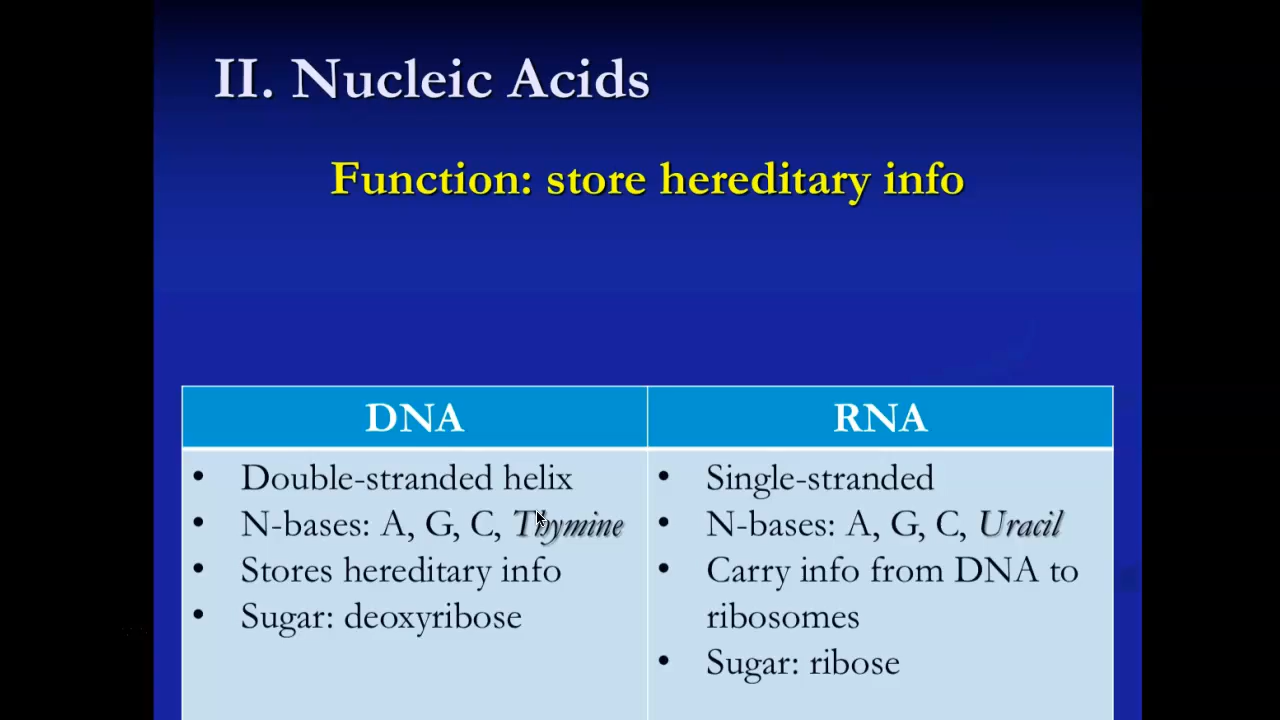 II. Nucleic Acids
Function: store hereditary info
DNA
• Double-stranded helix
• N-bases: A, G, C, Thymine
• Stores hereditary info
• Sugar: deoxyribose
RNA
• Single-stranded
• N-bases: A, G, C, Uracil
• Carry info from DNA to
ribosomes
• Sugar: ribose